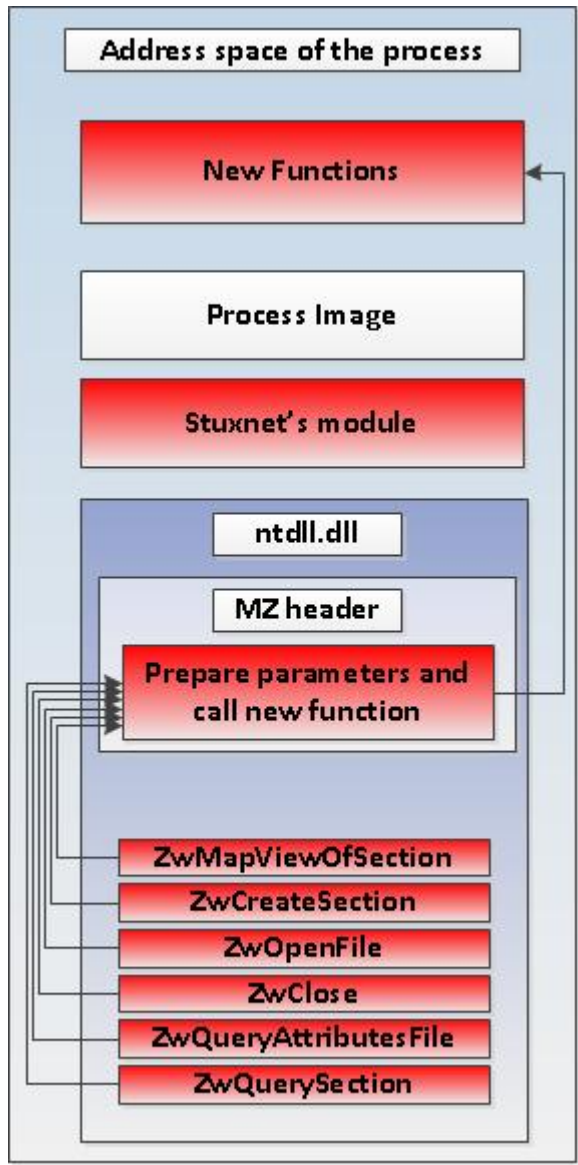 Address space of the process
New Functions
Process Image
Stuxnet's module
ntdll.dll
MZ header
Prepare parameters and
call new function
ZwMapViewOfSection
ZwCreateSection
ZwOpenFile
ZwClose
ZwQueryAttributesFile
ZwQuerySection